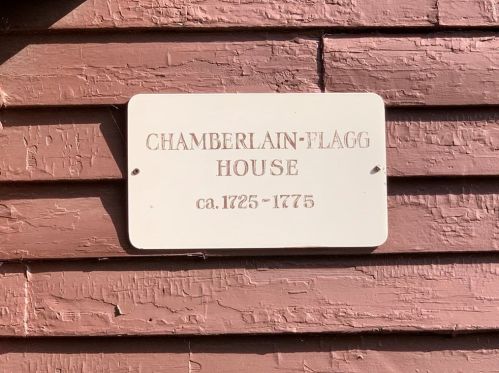 CHAMBERLAIN-FLAGG
HOUSE
ca. 1725-1775